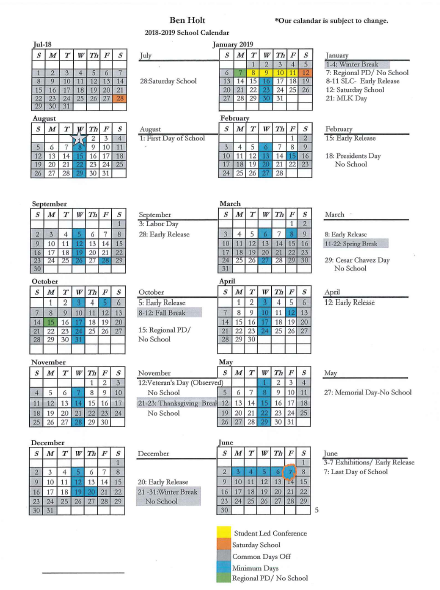 Ben Holt
*Our calandar is subject to change.
2018-2019 School Calendar
Jul-18
S M T W Th F S
1 2 3 4 5 6 7
8 9 10 11 12 13 14
15 16 17 18 19 20 21
22 23 24 25 26 27 28
29 30 31
July
28:Saturday School
January 2019
S M T W Th F S
1 2 3 4 5
6 7 8 9 10 11 12
13 14 15 16 17 18 19
20 21 22 23 24 25 26
27 28 29 30 31
January
1-4: Winter Break
7: Regional PD/ No School
8-11 SLC- Early Release
12: Saturday School
21: MLK Day
August
S M T W Th F S
1 2 3 4
5 6 7 8 9 10 11
12 13 14 15 16 17 18
19 20 21 22 23 24 25
26 27 28 29 30 31
August
1: First Day of School
February
S M T W Th F S
1 2
3 4 5 6 7 8 9
10 11 12 13 14 15 16
17 18 19 20 21 22 23
24 25 26 27 28
February
15: Early Release
18: Presidents Day
No School
September
S M T W Th F S
1
2 3 4 5 6 7 8
9 10 11 12 13 14 15
16 17 18 19 20 21 22
23 24 25 26 27 28 29
30
September
3: Labor Day
28: Early Release
March
S M T W Th F S
1 2
3 4 5 6 7 8 9
10 11 12 13 14 15 16
17 18 19 20 21 22 23
24 25 26 27 28 29 30
31
March
8: Early Release
11-22: Spring Break
29: Cesar Chavez Day
No School
October
S M T W Th F S
1 2 3 4 5 6
7 8 9 10 11 12 13
14 15 16 17 18 19 20
21 22 23 24 25 26 27
28 29 30 31
October
5: Early Release
8-12: Fall Break
15: Regional PD/
No School
April
S M T W Th F S
1 2 3 4 5 6
7 8 9 10 11 12 13
14 15 16 17 18 19 20
21 22 23 24 25 26 27
28 29 30
April
12: Early Release
November
S M T W Th F S
1 2 3
4 5 6 7 8 9 10
11 12 13 14 15 16 17
18 19 20 21 22 23 24
25 26 27 28 29 30
November
12:Veteran's Day (Observed)
No School
21-23: Thanksgiving Break
No School
May
S M T W Th F S
1 2 3 4
5 6 7 8 9 10 11
12 13 14 15 16 17 18
19 20 21 22 23 24 25
26 27 28 29 30 31
May
27: Memorial Day-No School
December
S M T W Th F S
1
2 3 4 5 6 7 8
9 10 11 12 13 14 15
16 17 18 19 20 21 22
23 24 25 26 27 28 29
30 31
December
20: Early Release
21 -31:Winter Break
No School
June
S M T W Th F S
1
2 3 4 5 6 7 8
9 10 11 12 13 14 15
16 17 18 19 20 21 22
23 24 25 26 27 28 29
30
5
June
3-7 Exhibitions/ Early Release
7: Last Day of School
Student Led Conference
Saturday School
Common Days Off
Minimum Days
Regional PD/ No School